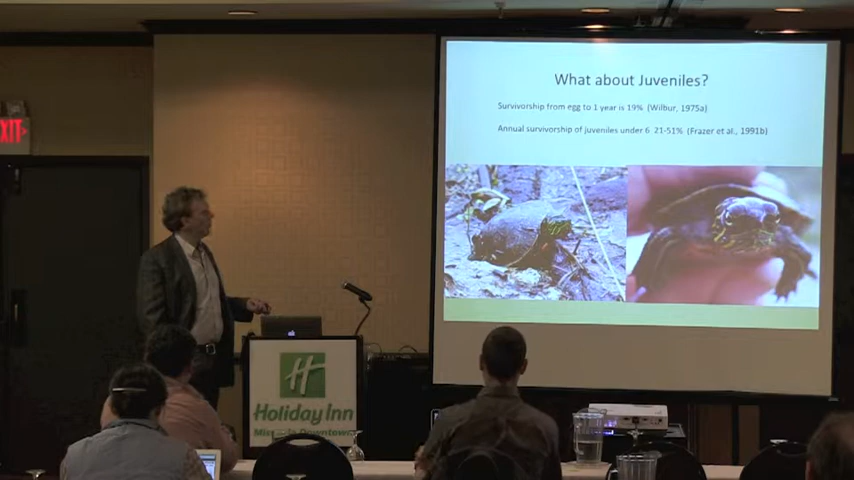 What about Juveniles?
Survivorship from egg to 1 year is 19% (Wilbur, 1975a)
Annual survivorship of juveniles under 6 21-51% (Frazer et al., 1991b)
EXIT
H
Holiday Inn
Downtown